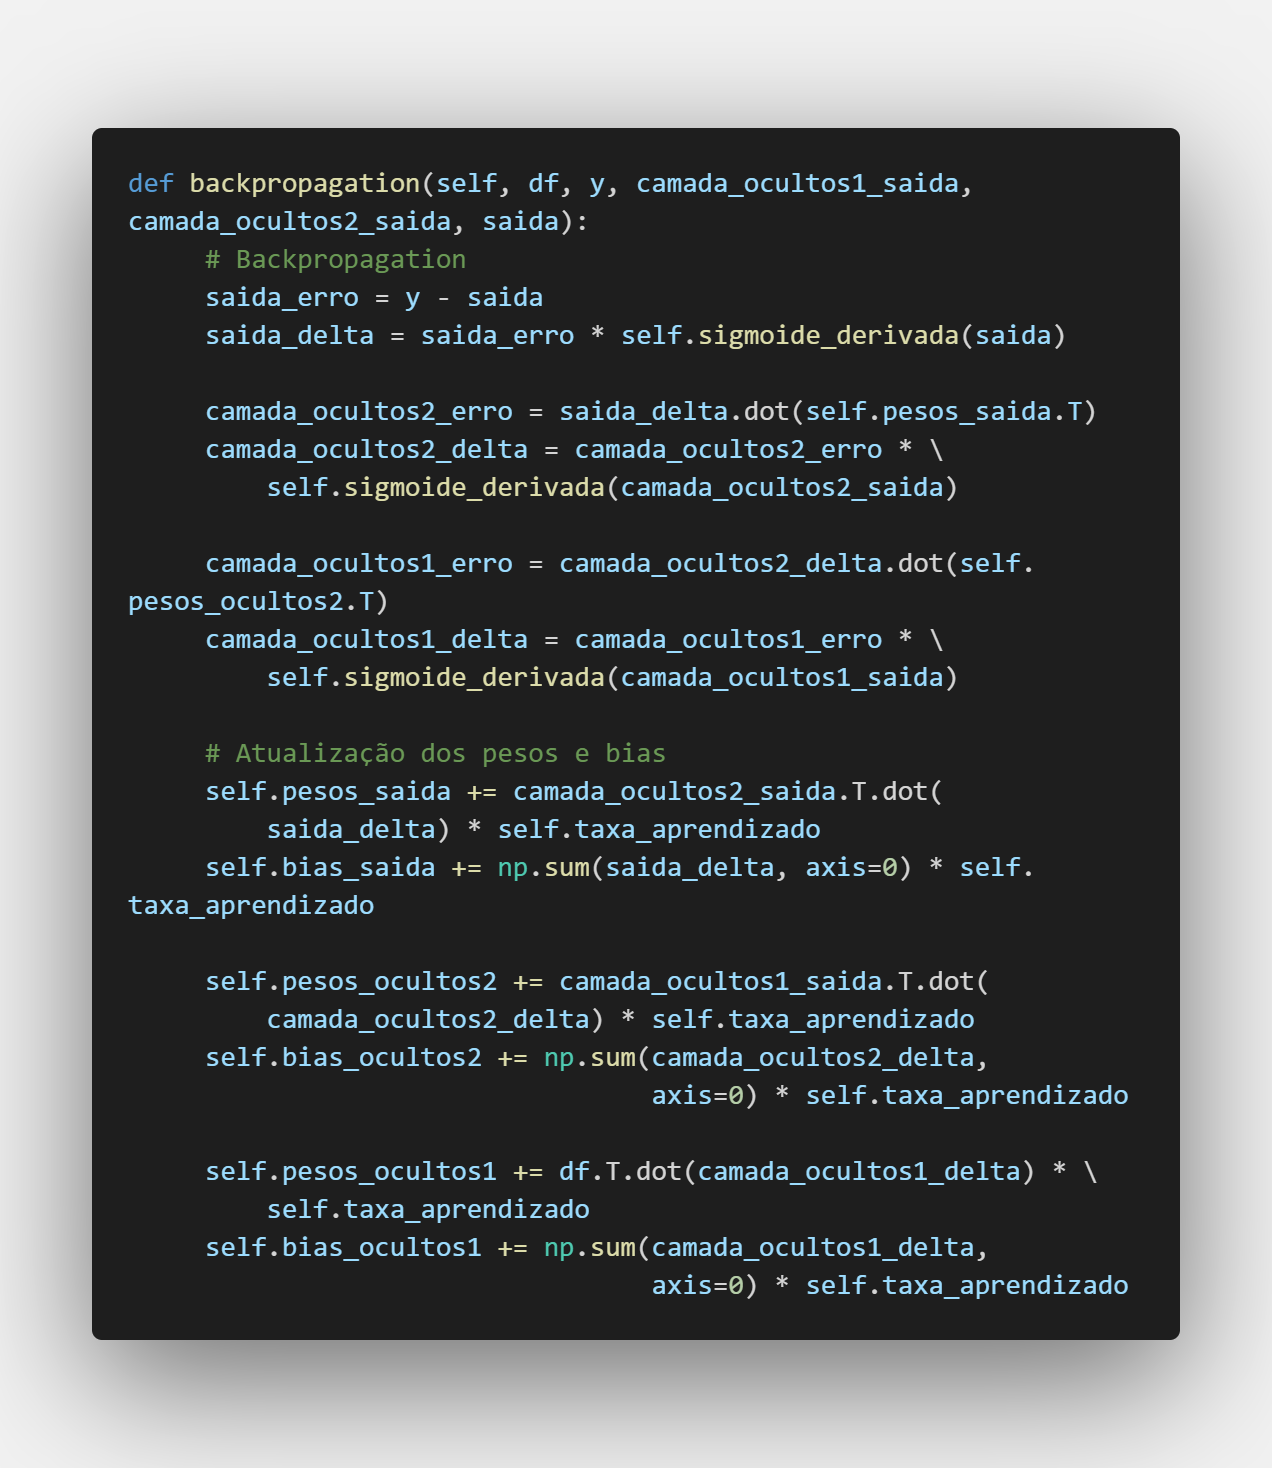 def backpropagation(self, df, y, camada_ocultos1_saida,
camada_ocultos2_saida, saida):
     # Backpropagation
     saida_erro = y - saida
     saida_delta = saida_erro * self.sigmoide_derivada(saida)

     camada_ocultos2_erro = saida_delta.dot(self.pesos_saida.T)
     camada_ocultos2_delta = camada_ocultos2_erro * \
         self.sigmoide_derivada(camada_ocultos2_saida)

     camada_ocultos1_erro = camada_ocultos2_delta.dot(self.
pesos_ocultos2.T)
     camada_ocultos1_delta = camada_ocultos1_erro * \
         self.sigmoide_derivada(camada_ocultos1_saida)

     # Atualização dos pesos e bias
     self.pesos_saida += camada_ocultos2_saida.T.dot(
         saida_delta) * self.taxa_aprendizado
     self.bias_saida += np.sum(saida_delta, axis=0) * self.
taxa_aprendizado

     self.pesos_ocultos2 += camada_ocultos1_saida.T.dot(
         camada_ocultos2_delta) * self.taxa_aprendizado
     self.bias_ocultos2 += np.sum(camada_ocultos2_delta,
                                  axis=0) * self.taxa_aprendizado

     self.pesos_ocultos1 += df.T.dot(camada_ocultos1_delta) * \
         self.taxa_aprendizado
     self.bias_ocultos1 += np.sum(camada_ocultos1_delta,
                                  axis=0) * self.taxa_aprendizado